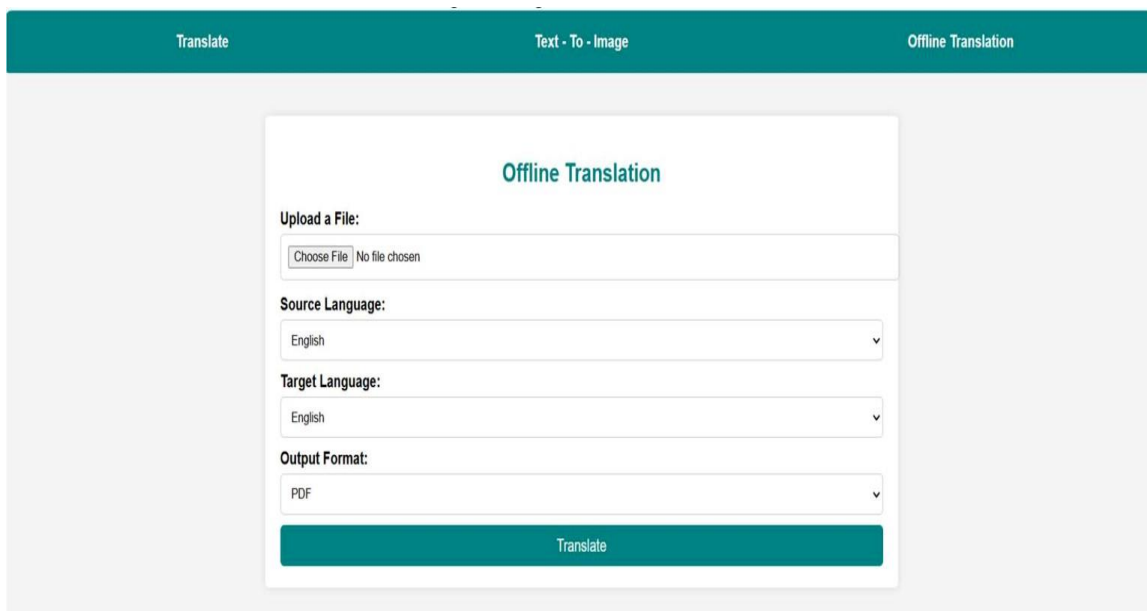 Translate Text - To - Image Offline Translation
Offline Translation
Upload a File:
Choose File No file chosen
Source Language:
English
Target Language:
English
Output Format:
PDF
Translate